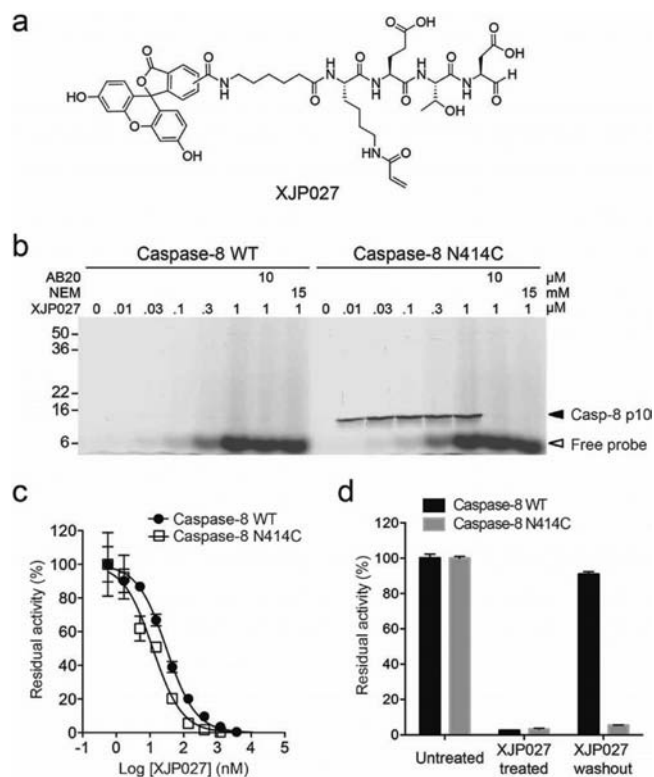 a
O
O
O
N
H
O
H
N
O
O
OH
N
H
O
H
N
O
OH
N
H
O
H
HO
O
OH
OH
HN
O
XJP027
b
Caspase-8 WT
Caspase-8 N414C
AB20 10 10 µM
NEM 15 15 mM
XJP027 0 .01 .03 .1 .3 1 1 1 0 .01 .03 .1 .3 1 1 1 µM
50
36
22
16
6
Casp-8 p10
Free probe
c
Caspase-8 WT
Caspase-8 N414C
Residual activity (%)
120
100
80
60
40
20
0
-1 0 1 2 3 4 5
Log [XJP027] (nM)
d
Caspase-8 WT
Caspase-8 N414C
Residual activity (%)
120
100
80
60
40
20
0
Untreated
XJP027 treated
XJP027 washout